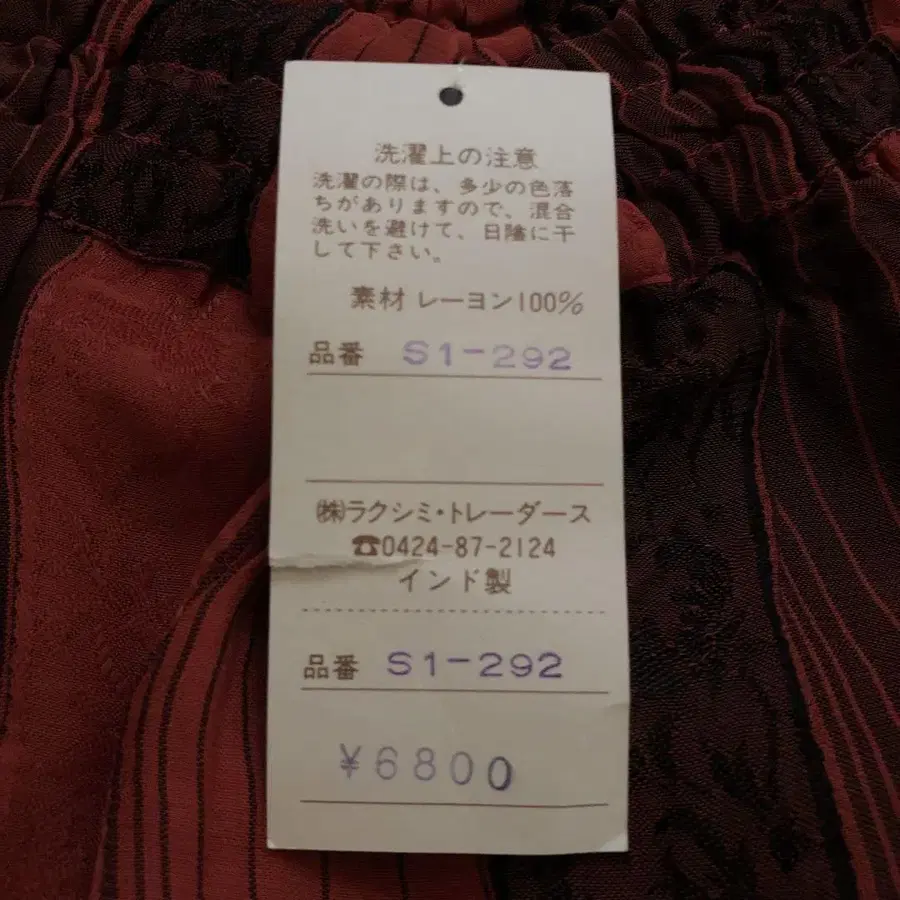 洗濯上の注意
洗濯の際は、多少の色落
ちがありますので、混合
洗いを避けて、日陰に干
して下さい。
素材 レーヨン100%
品番 S1-292
㈱ラクシミ・トレーダース
☎0424-87-2124
インド製
品番 S1-292
¥6800